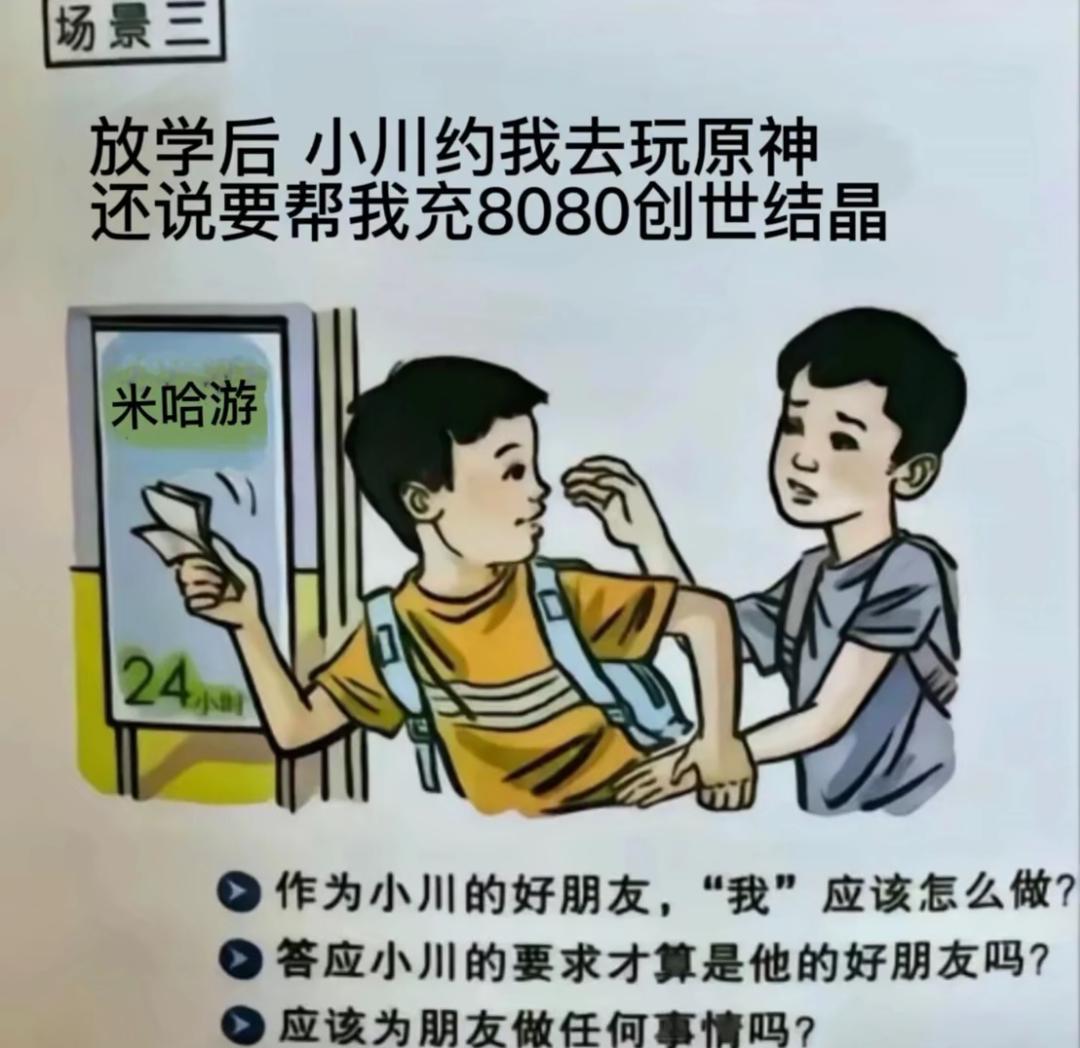 场景三
放学后 小川约我去玩原神
还说要帮我充8080创世结晶
米哈游
24小时
作为小川的好朋友，“我”应该怎么做？
答应小川的要求才算是他的好朋友吗？
应该为朋友做任何事情吗？